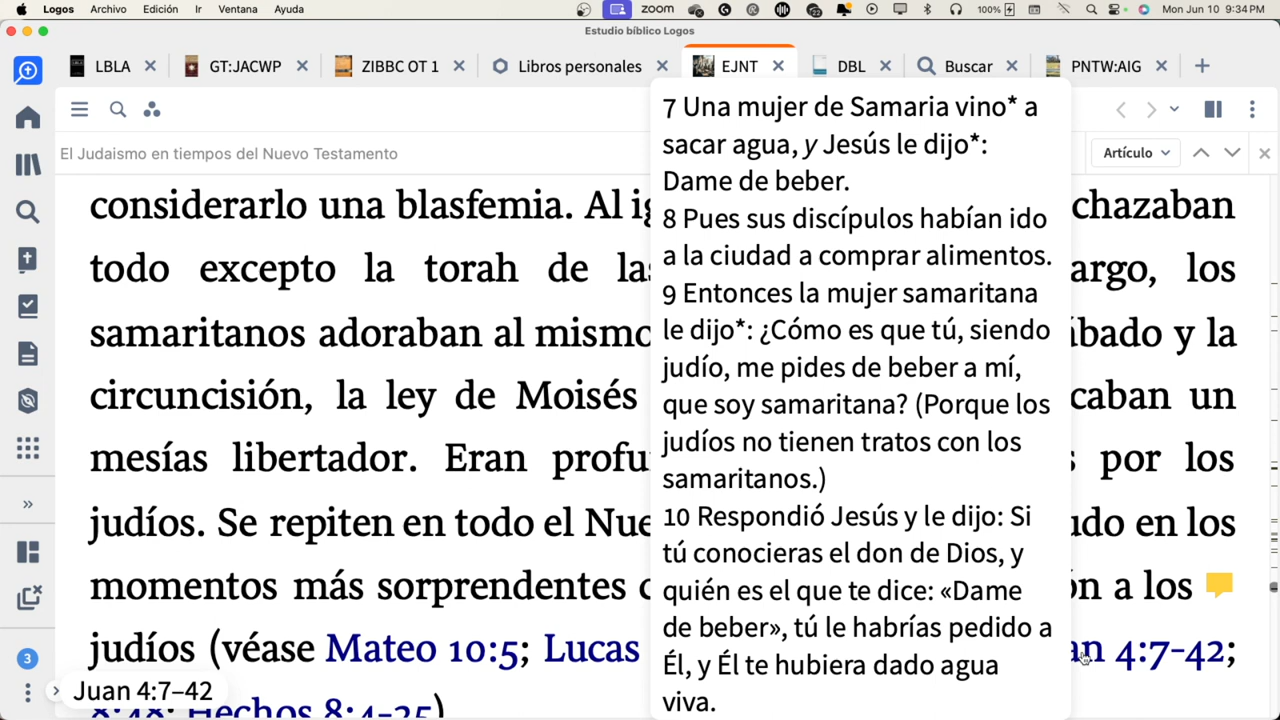 Logos Archivo Edición Ir Ventana Ayuda zoom 100% Mon Jun 10 9:34 PM
Estudio bíblico Logos
LBLA GT:JACWP ZIBBC OT 1 Libros personales EJNT DBL Buscar PNTW:AIG
El Judaismo en tiempos del Nuevo Testamento
Artículo
considerarlo una blasfemia. Al
chazaban
todo excepto la torah de
argo, los
samaritanos adoraban al mismo
ábado y la
circuncisión, la ley de Moisés
caban un
mesías libertador. Eran profu
s por los
judíos. Se repiten en todo el Nue
udo en los
momentos más sorprendentes
ón a los
judíos (véase Mateo 10:5; Lucas
an 4:7-42;
8:48; Hechos 8:4-25)
7 Una mujer de Samaria vino* a
sacar agua, y Jesús le dijo*:
Dame de beber.
8 Pues sus discípulos habían ido
a la ciudad a comprar alimentos.
9 Entonces la mujer samaritana
le dijo*: ¿Cómo es que tú, siendo
judío, me pides de beber a mí,
que soy samaritana? (Porque los
judíos no tienen tratos con los
samaritanos.)
10 Respondió Jesús y le dijo: Si
tú conocieras el don de Dios, y
quién es el que te dice: «Dame
de beber», tú le habrías pedido a
Él, y Él te hubiera dado agua
viva.
3
Juan 4:7–42